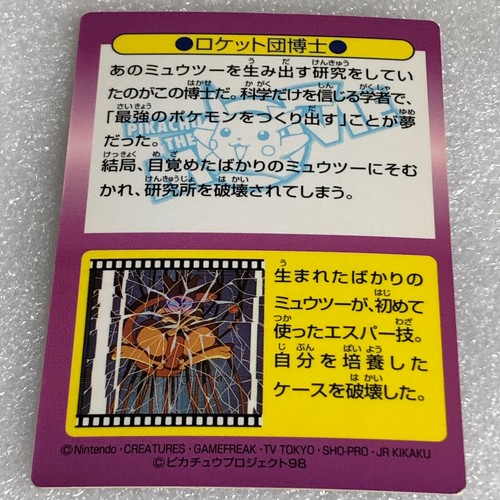 ●ロケット団博士●
あのミュウツーを生み出す研究をしてい
たのがこの博士だ。科学だけを信じる学者で、
「最強のポケモンをつくり出す」ことが夢
だった。
結局、目覚めたばかりのミュウツーにそむ
かれ、研究所を破壊されてしまう。
生まれたばかりの
ミュウツーが、初めて
使ったエスパー技。
自分を培養した
ケースを破壊した。
©Nintendo・CREATURES・GAMEFREAK・TV TOKYO・SHO-PRO・JR KIKAKU
©ピカチュウプロジェクト98